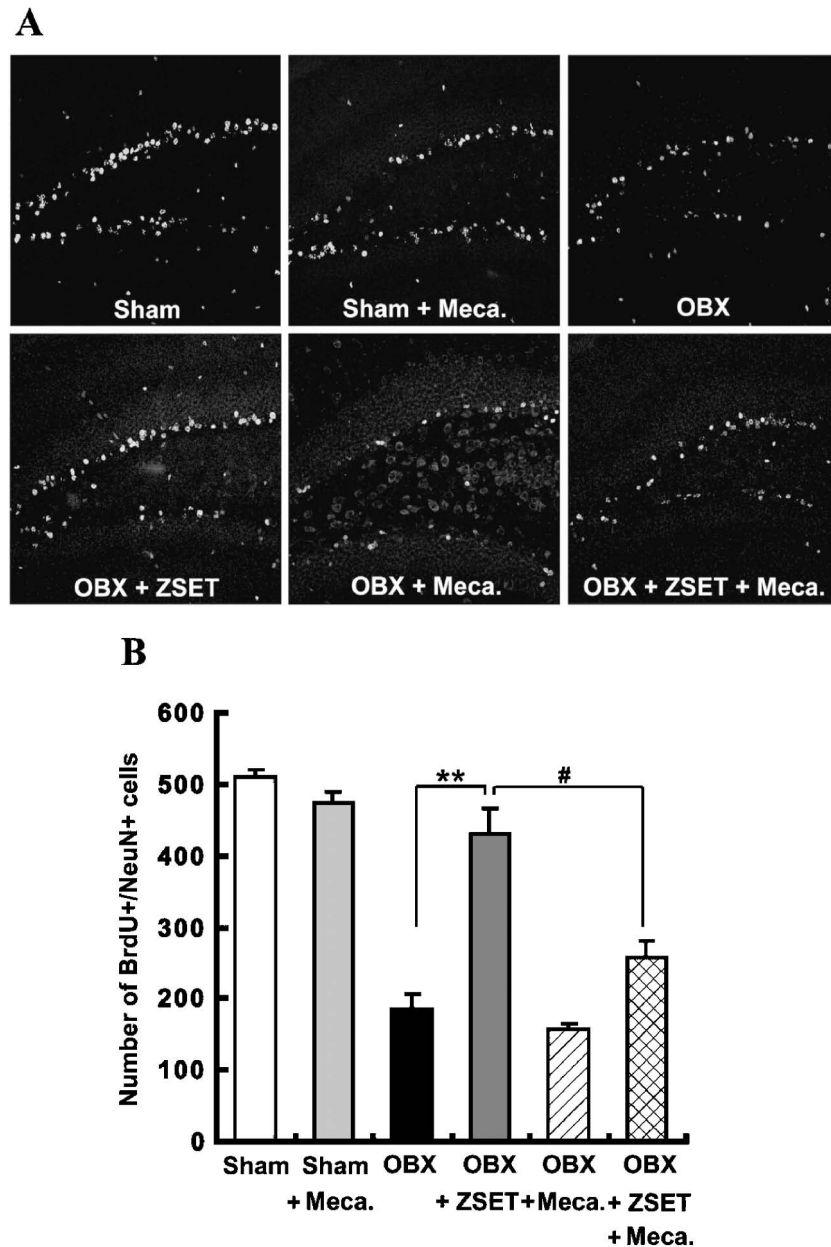 A
Sham
Sham + Meca.
OBX
OBX + ZSET
OBX + Meca.
OBX + ZSET + Meca.
B
Number of BrdU+/NeuN+ cells
600
500
400
300
200
100
0
**
#
Sham
Sham
+ Meca.
OBX
OBX
+ ZSET
OBX
+ Meca.
OBX
+ ZSET
+ Meca.